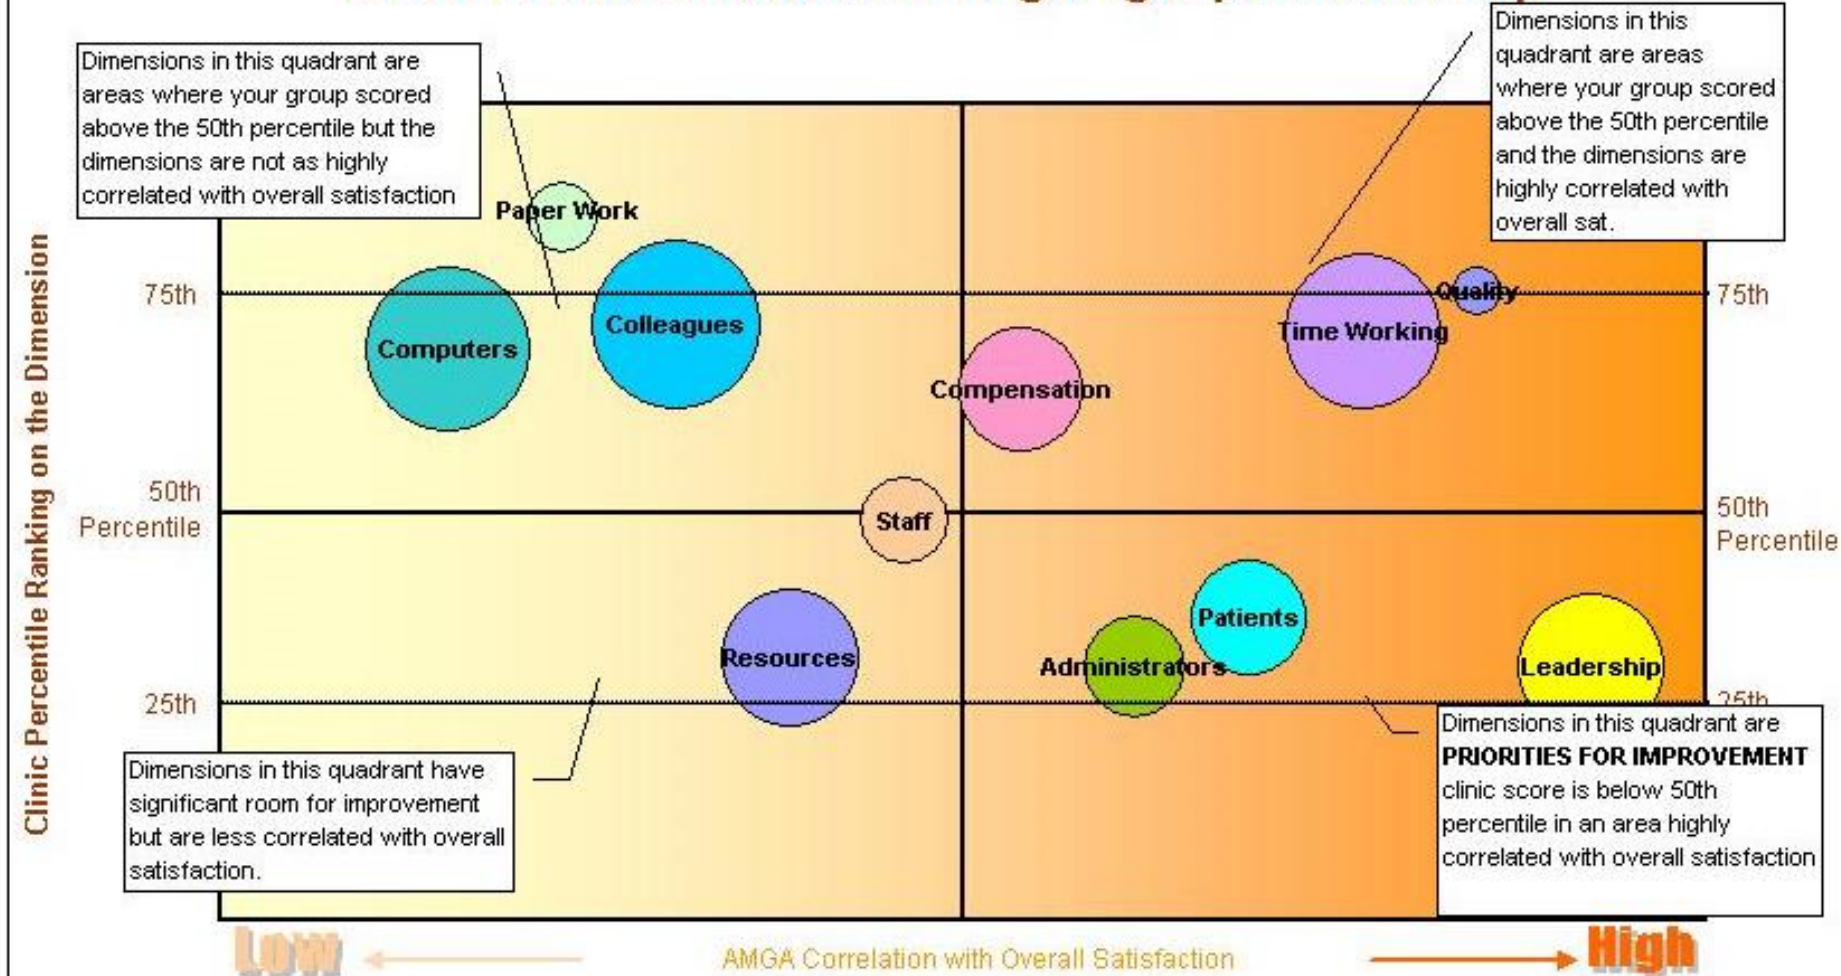 Dimensions in this quadrant are
areas where your group scored
above the 50th percentile but the
dimensions are not as highly
correlated with overall satisfaction
Dimensions in this
quadrant are areas
where your group scored
above the 50th percentile
and the dimensions are
highly correlated with
overall sat.
Clinic Percentile Ranking on the Dimension
Paper Work
75th
Quality
75th
Computers
Colleagues
Time Working
Compensation
50th
Percentile
Staff
50th
Percentile
Resources
Administrators
Patients
Leadership
25th
25th
Dimensions in this quadrant have
significant room for improvement
but are less correlated with overall
satisfaction.
Dimensions in this quadrant are
PRIORITIES FOR IMPROVEMENT
clinic score is below 50th
percentile in an area highly
correlated with overall satisfaction
Low
AMGA Correlation with Overall Satisfaction
High